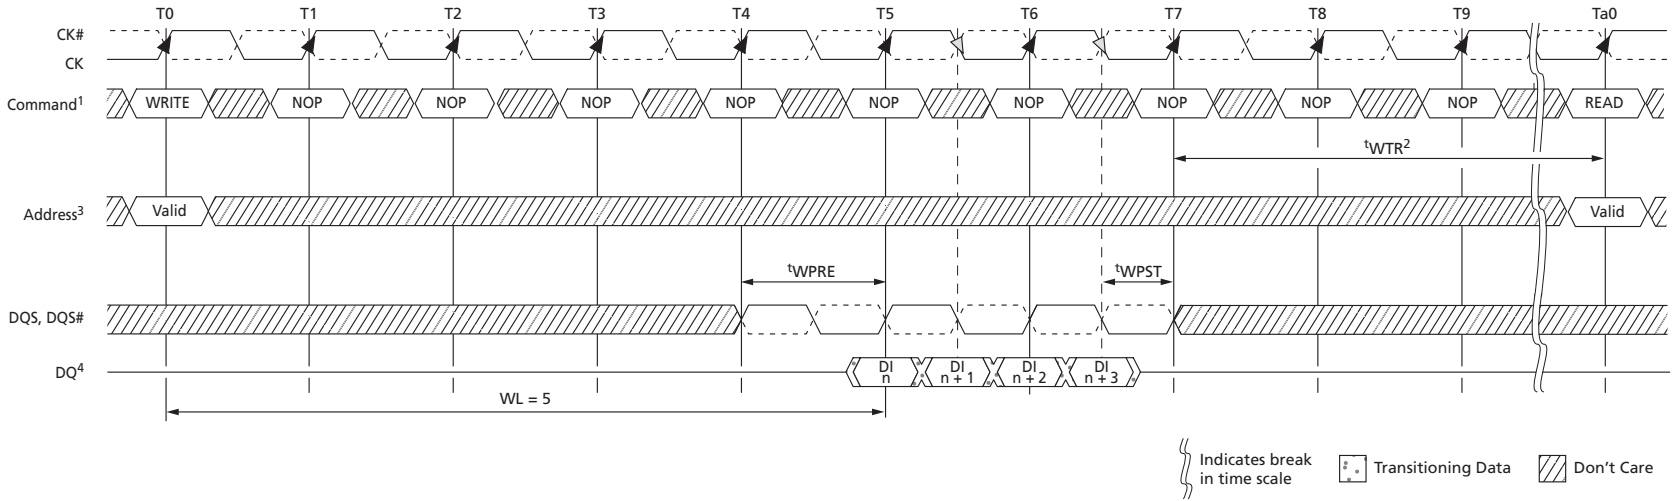 T0 T1 T2 T3 T4 T5 T6 T7 T8 T9 Ta0
CK#
CK
Command1 WRITE NOP NOP NOP NOP NOP NOP NOP NOP NOP READ
tWTR2
Address3 Valid Valid
tWPRE tWPST
DQS, DQS#
DQ4 DI n DI n + 1 DI n + 2 DI n + 3
WL = 5
Indicates break in time scale
Transitioning Data
Don't Care